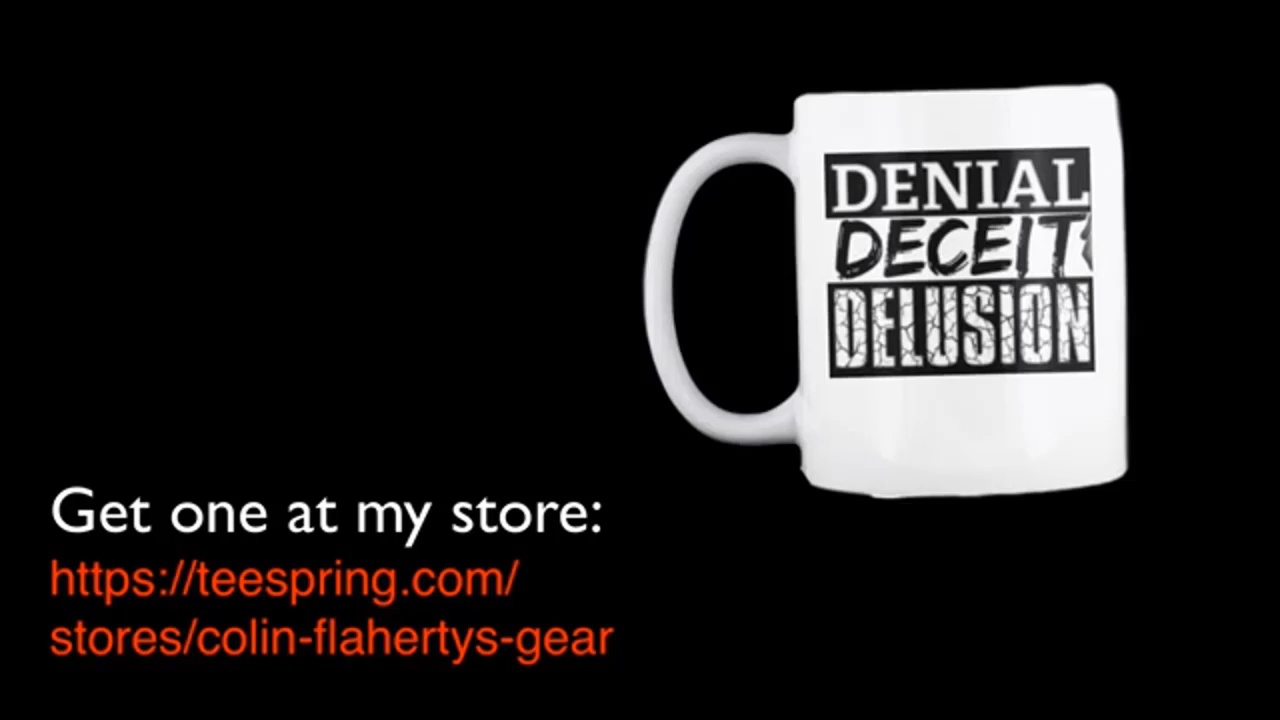 DENIAL
DECEIT
DELUSION
Get one at my store:
https://teespring.com/
stores/colin-flahertys-gear